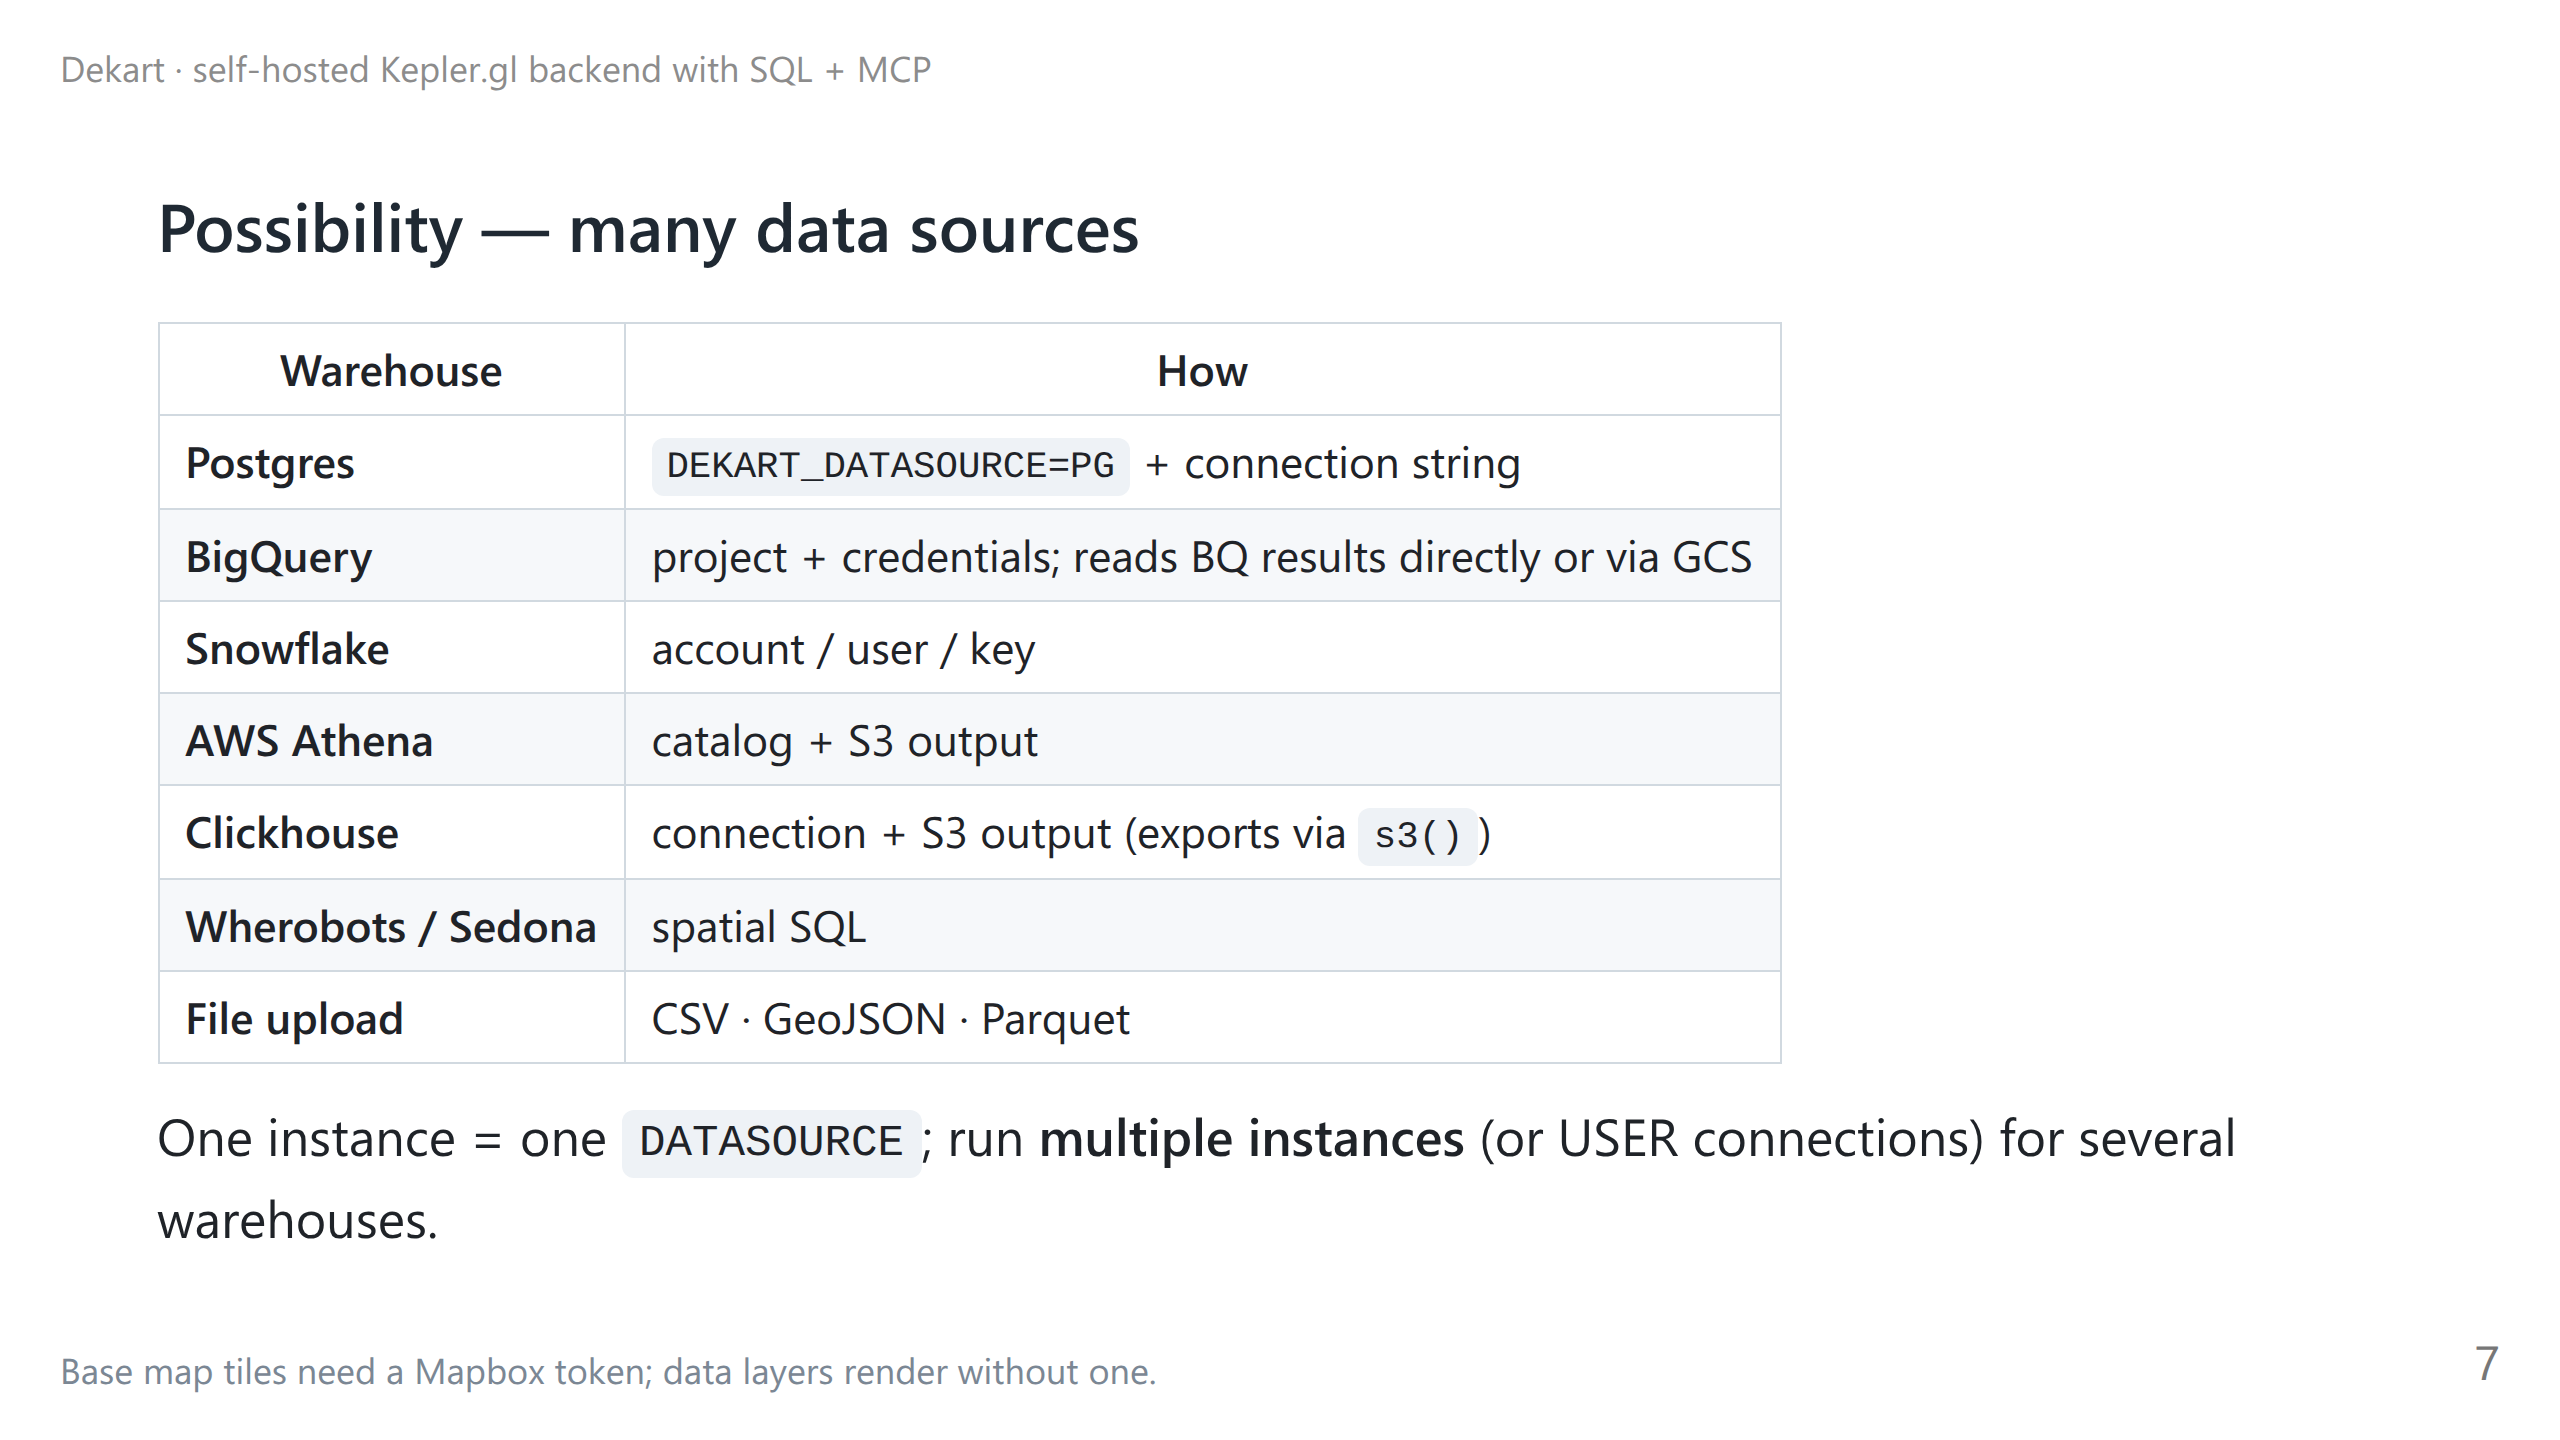 Dekart · self-hosted Kepler.gl backend with SQL + MCP
Possibility — many data sources
Warehouse How
Postgres DEKART_DATASOURCE=PG + connection string
BigQuery project + credentials; reads BQ results directly or via GCS
Snowflake account / user / key
AWS Athena catalog + S3 output
Clickhouse connection + S3 output (exports via s3())
Wherobots / Sedona spatial SQL
File upload CSV · GeoJSON · Parquet
One instance = one DATASOURCE; run multiple instances (or USER connections) for several
warehouses.
Base map tiles need a Mapbox token; data layers render without one.
7